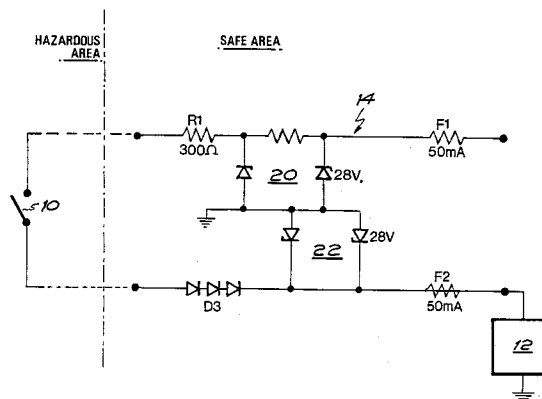 HAZARDOUS AREA
SAFE AREA
14
R1
300Ω
F1
50mA
20
28V.
10
22
28V
D3
F2
50mA
12